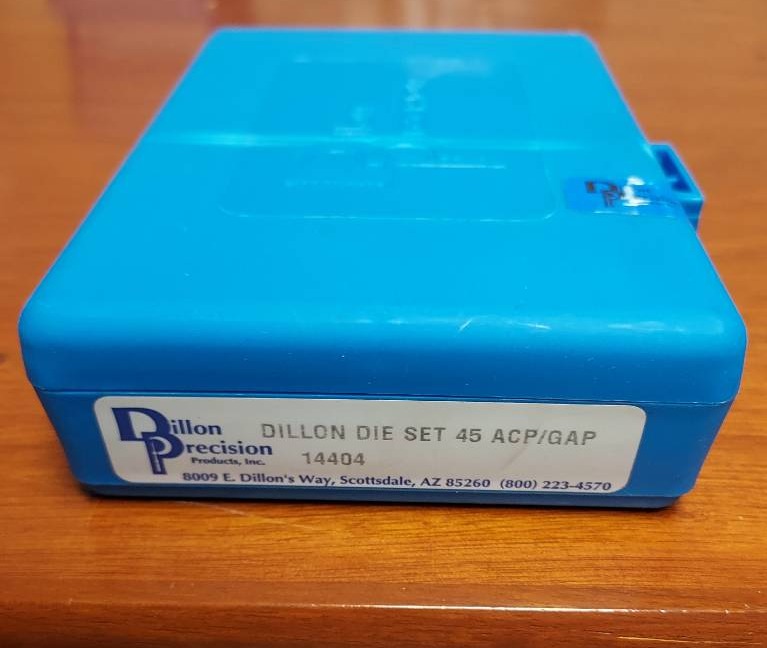 Dillon DILLON DIE SET 45 ACP/GAP
Precision
Products, Inc. 14404
8009 E. Dillon's Way, Scottsdale, AZ 85260 (800) 223-4570